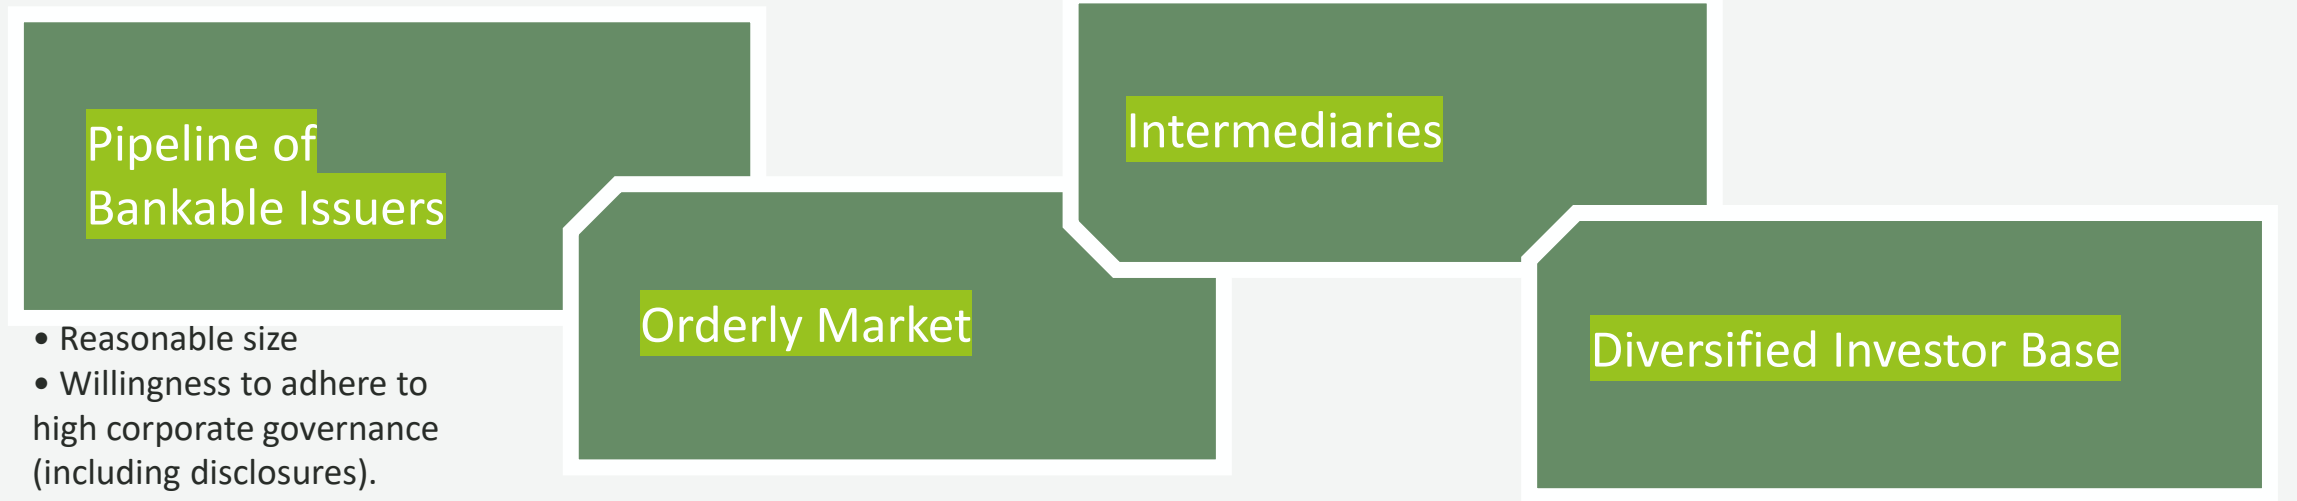 Pipeline of
Bankable Issuers
• Reasonable size
• Willingness to adhere to
high corporate governance
(including disclosures).
Orderly Market
Intermediaries
Diversified Investor Base